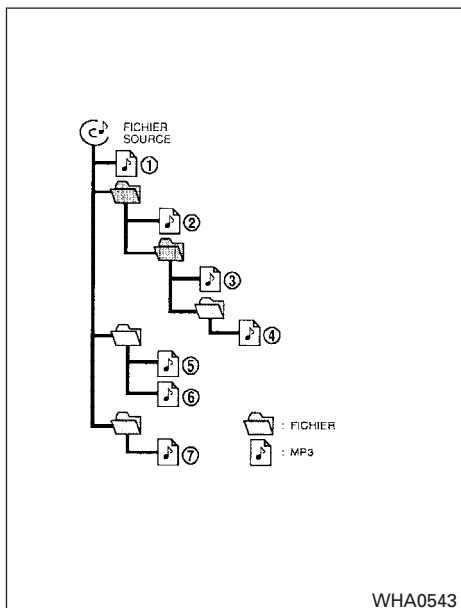 FICHIER
SOURCE
①
②
③
④
⑤
⑥
: FICHIER
⑦
: MP3
WHA0543